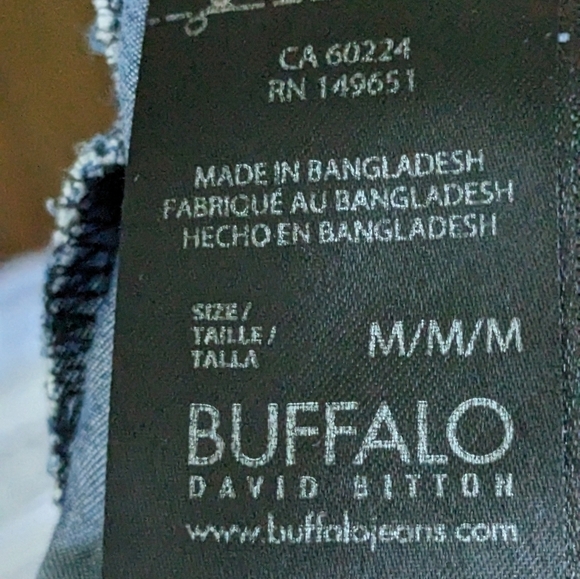 CA 60224
RN 149651
MADE IN BANGLADESH
FABRIQUÉ AU BANGLADESH
HECHO EN BANGLADESH
SIZE/
TAILLE/
TALLA
M/M/M
BUFFALO
DAVID BITTON
www.buffalojeans.com